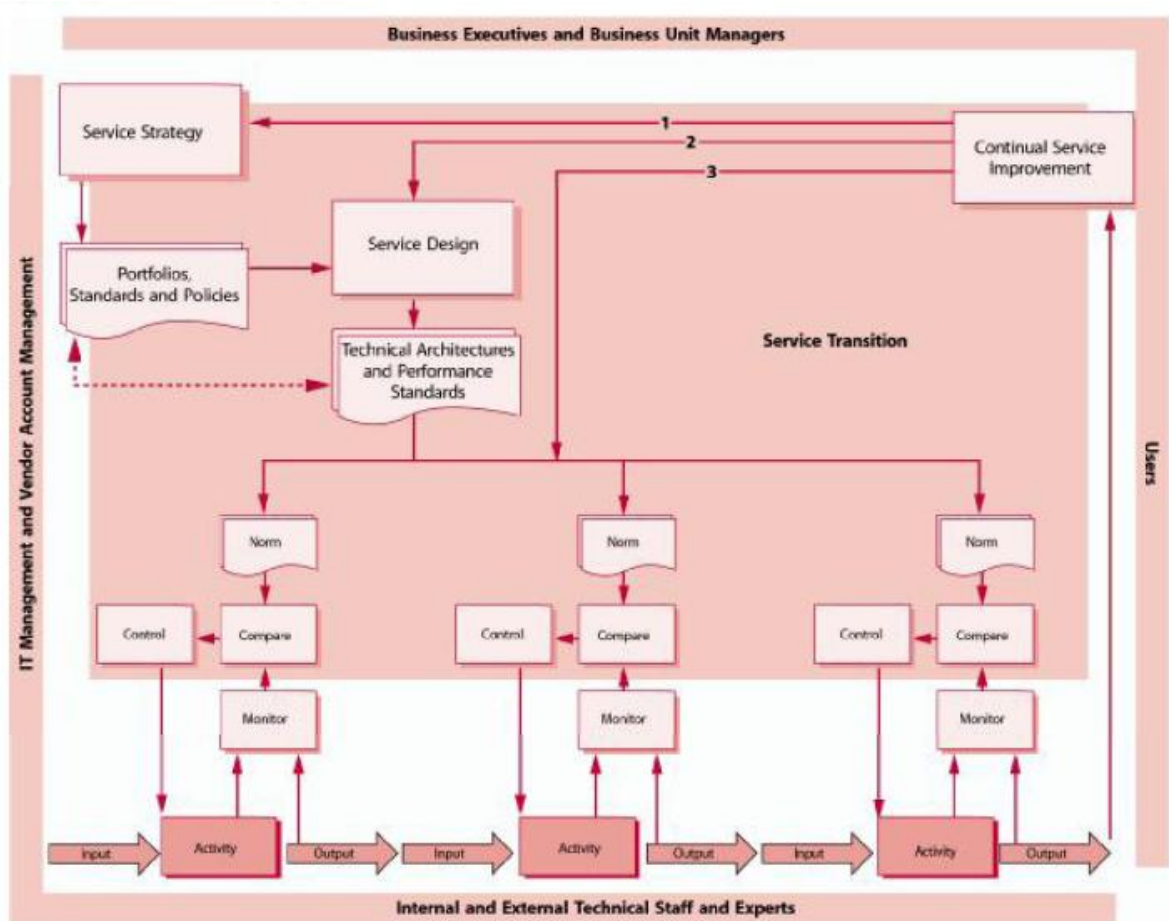 Business Executives and Business Unit Managers
IT Management and Vendor Account Management
Users
Service Strategy
1
2
3
Continual Service
Improvement
Service Design
Portfolios,
Standards and Policies
Service Transition
Technical Architectures
and Performance
Standards
Norm
Norm
Norm
Control
Compare
Control
Compare
Control
Compare
Monitor
Monitor
Monitor
Input
Activity
Output
Input
Activity
Output
Input
Activity
Output
Internal and External Technical Staff and Experts